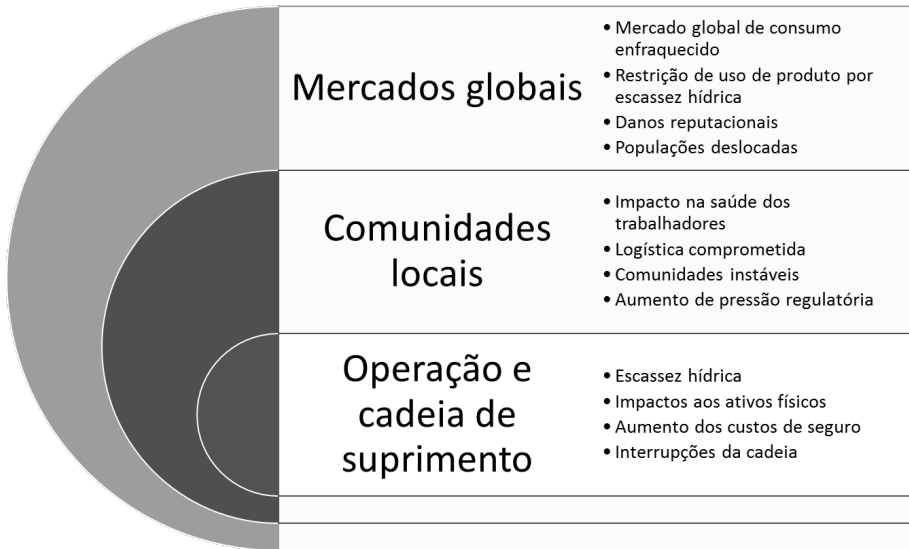 Mercados globais
• Mercado global de consumo
enfraquecido
• Restrição de uso de produto por
escassez hídrica
• Danos reputacionais
• Populações deslocadas
Comunidades
locais
• Impacto na saúde dos
trabalhadores
• Logística comprometida
• Comunidades instáveis
• Aumento de pressão regulatória
Operação e
cadeia de
suprimento
• Escassez hídrica
• Impactos aos ativos físicos
• Aumento dos custos de seguro
• Interrupções da cadeia